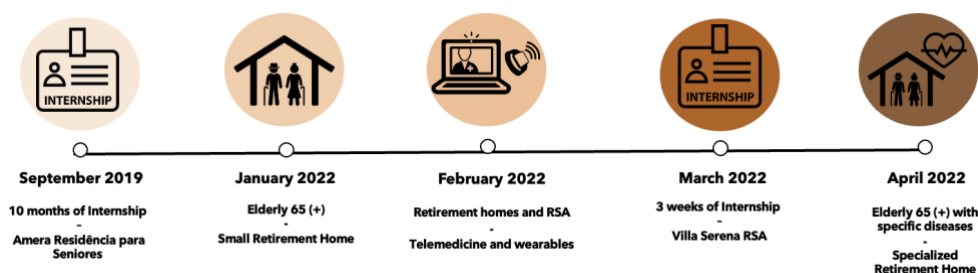 INTERNSHIP
INTERNSHIP
September 2019
10 months of Internship
-
Amera Residência para
Seniores
January 2022
Elderly 65 (+)
-
Small Retirement Home
February 2022
Retirement homes and RSA
-
Telemedicine and wearables
March 2022
3 weeks of Internship
-
Villa Serena RSA
April 2022
Elderly 65 (+) with
specific diseases
-
Specialized
Retirement Home